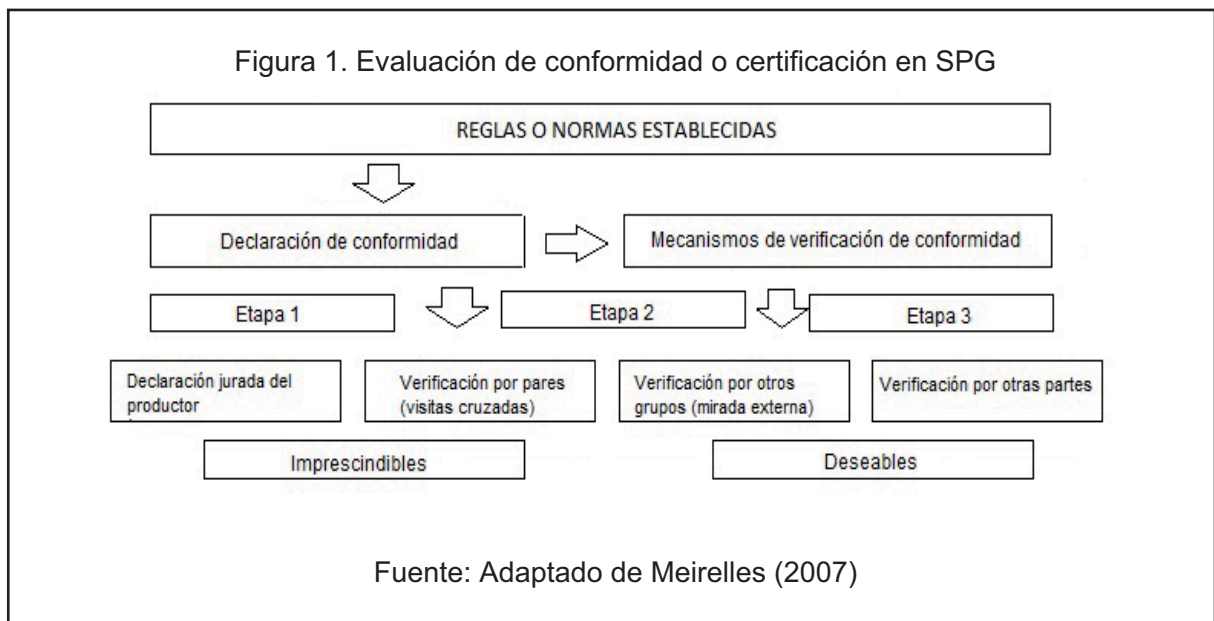 Figura 1. Evaluación de conformidad o certificación en SPG
REGLAS O NORMAS ESTABLECIDAS
Declaración de conformidad
Mecanismos de verificación de conformidad
Etapa 1
Etapa 2
Etapa 3
Declaración jurada del
productor
Verificación por pares
(visitas cruzadas)
Verificación por otros
grupos (mirada externa)
Verificación por otras partes
Imprescindibles
Deseables
Fuente: Adaptado de Meirelles (2007)